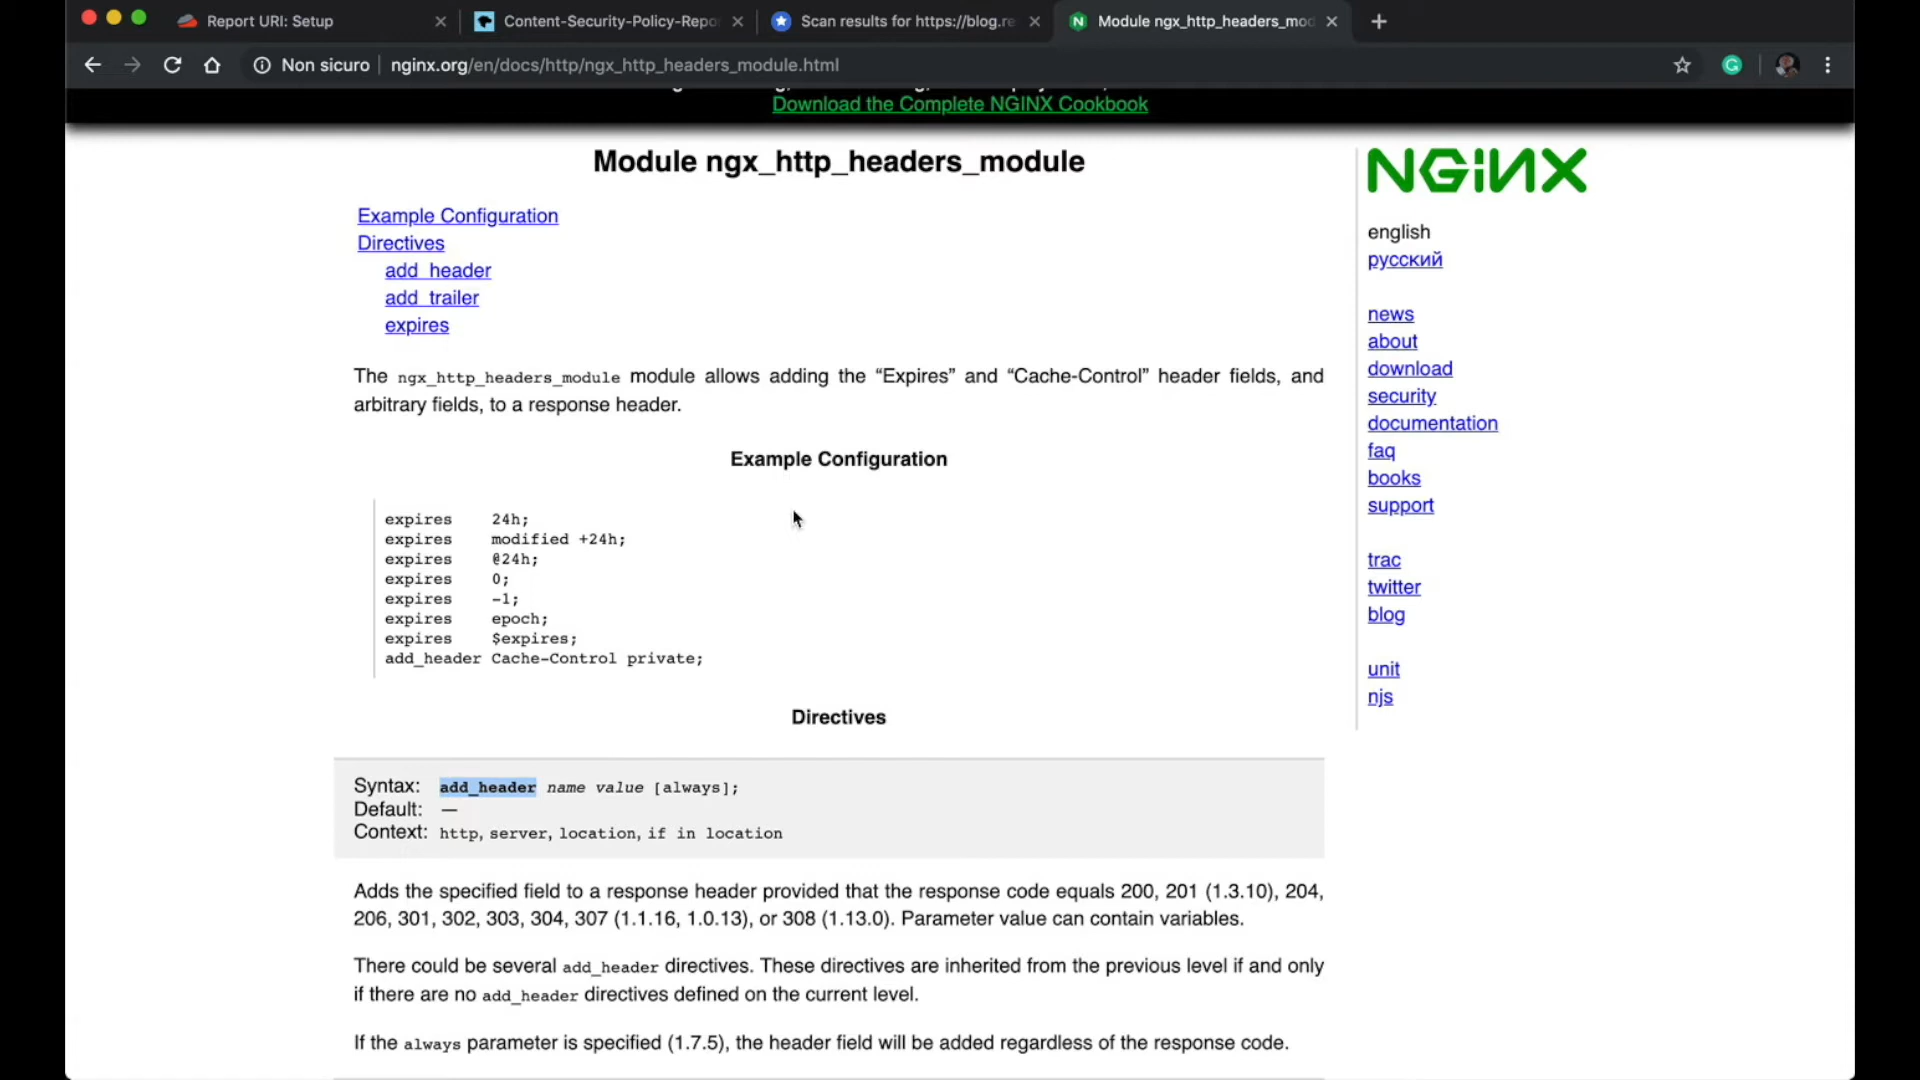 Report URI: Setup
Content-Security-Policy-Repo
Scan results for https://blog.re
Module ngx_http_headers_mod
Non sicuro
nginx.org/en/docs/http/ngx_http_headers_module.html
Download the Complete NGINX Cookbook
Module ngx_http_headers_module
Example Configuration
Directives
add_header
add_trailer
expires
The ngx_http_headers_module module allows adding the “Expires” and “Cache-Control” header fields, and
arbitrary fields, to a response header.
Example Configuration
expires    24h;
expires    modified +24h;
expires    @24h;
expires    0;
expires    -1;
expires    epoch;
expires    $expires;
add_header Cache-Control private;
Directives
Syntax: add_header name value [always];
Default: —
Context: http, server, location, if in location
Adds the specified field to a response header provided that the response code equals 200, 201 (1.3.10), 204,
206, 301, 302, 303, 304, 307 (1.1.16, 1.0.13), or 308 (1.13.0). Parameter value can contain variables.
There could be several add_header directives. These directives are inherited from the previous level if and only
if there are no add_header directives defined on the current level.
If the always parameter is specified (1.7.5), the header field will be added regardless of the response code.
NGINX
english
русский
news
about
download
security
documentation
faq
books
support
trac
twitter
blog
unit
njs